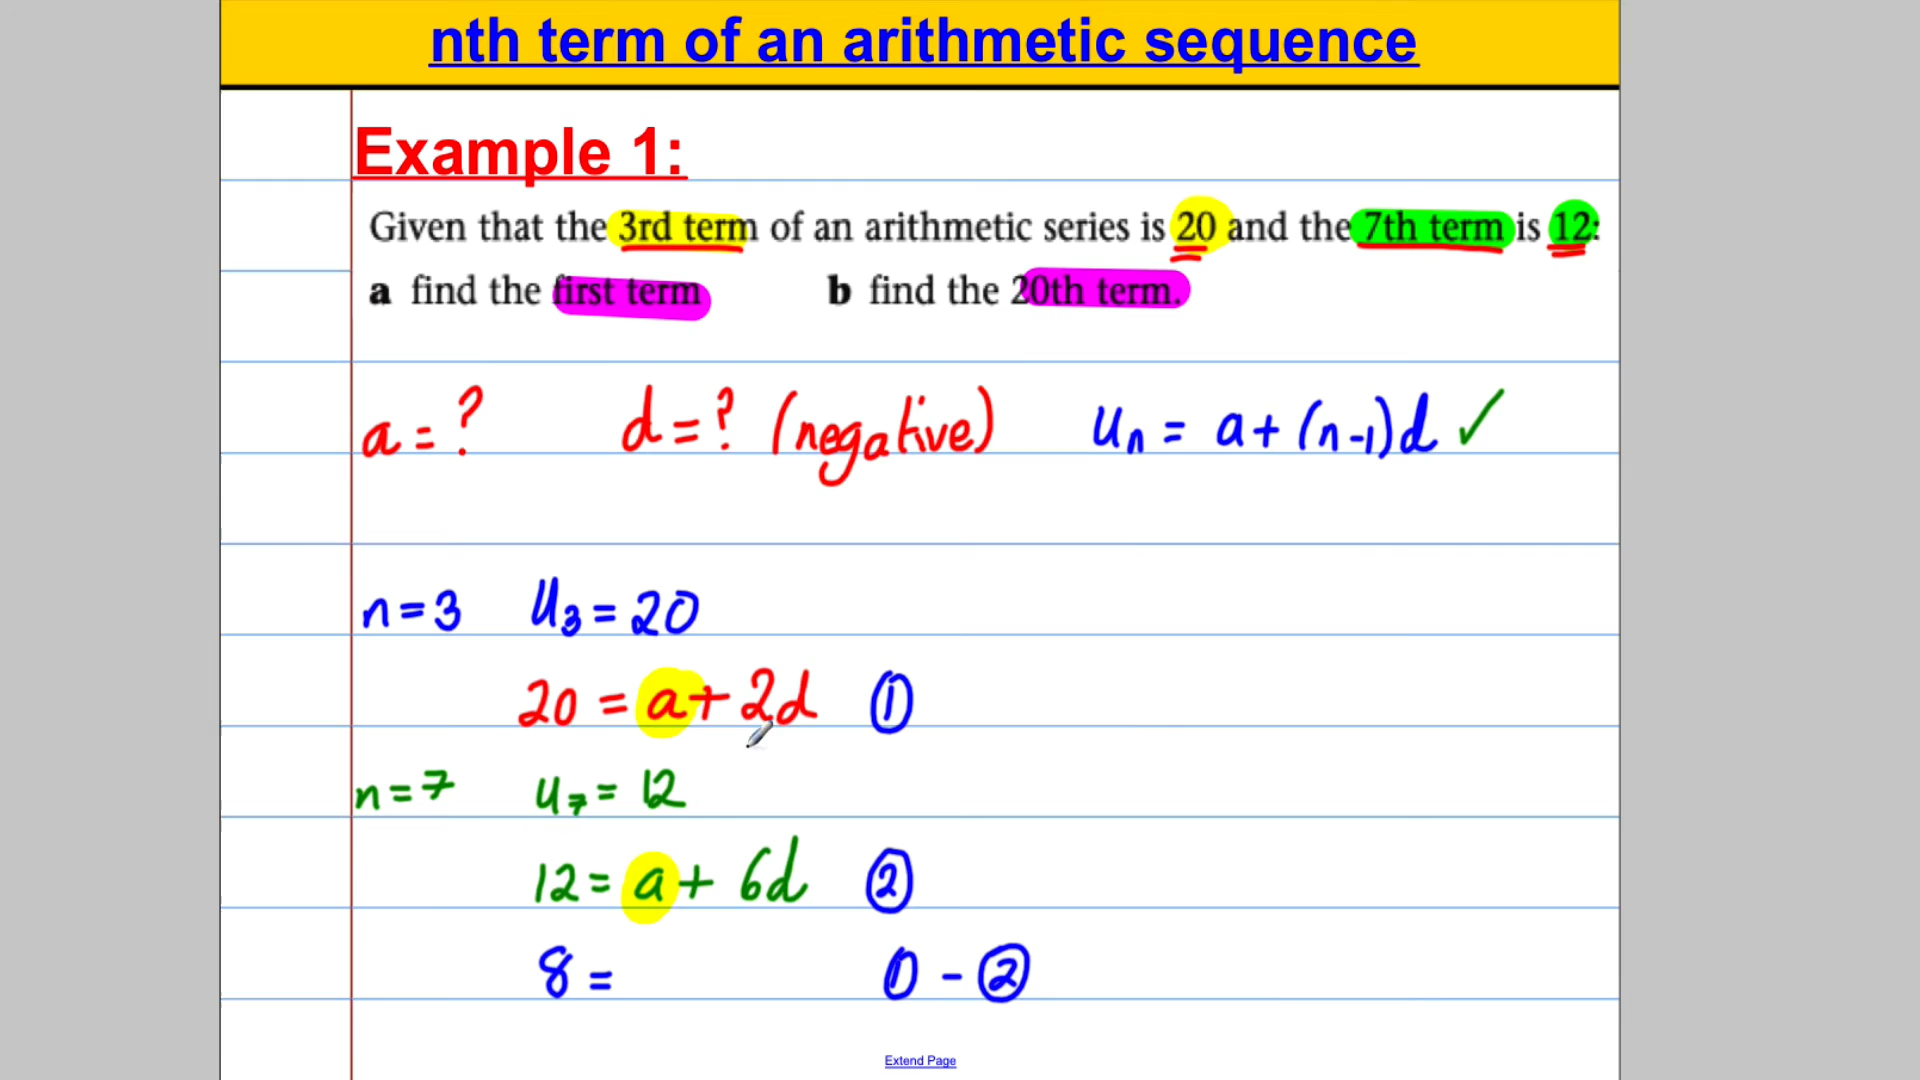 nth term of an arithmetic sequence
Example 1:
Given that the 3rd term of an arithmetic series is 20 and the 7th term is 12:
a find the first term b find the 20th term.
a = ? d = ? (negative) uₙ = a + (n-1)d ✓
n = 3 u₃ = 20
20 = a + 2d ①
n = 7 u₇ = 12
12 = a + 6d ②
8 = ① - ②
Extend Page